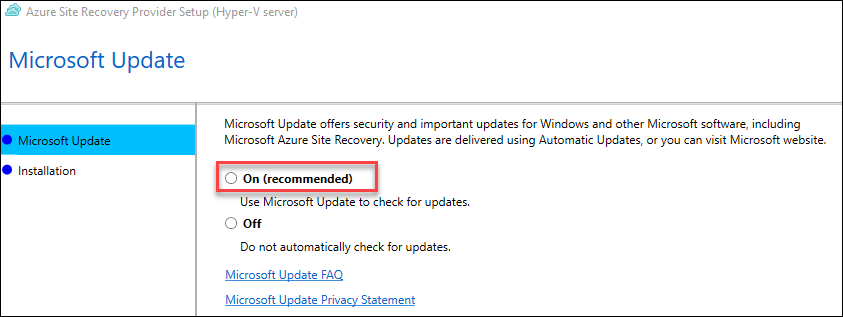 Azure Site Recovery Provider Setup (Hyper-V server)
Microsoft Update
Microsoft Update
Installation
Microsoft Update offers security and important updates for Windows and other Microsoft software, including
Microsoft Azure Site Recovery. Updates are delivered using Automatic Updates, or you can visit Microsoft website.
On (recommended)
Use Microsoft Update to check for updates.
Off
Do not automatically check for updates.
Microsoft Update FAQ
Microsoft Update Privacy Statement